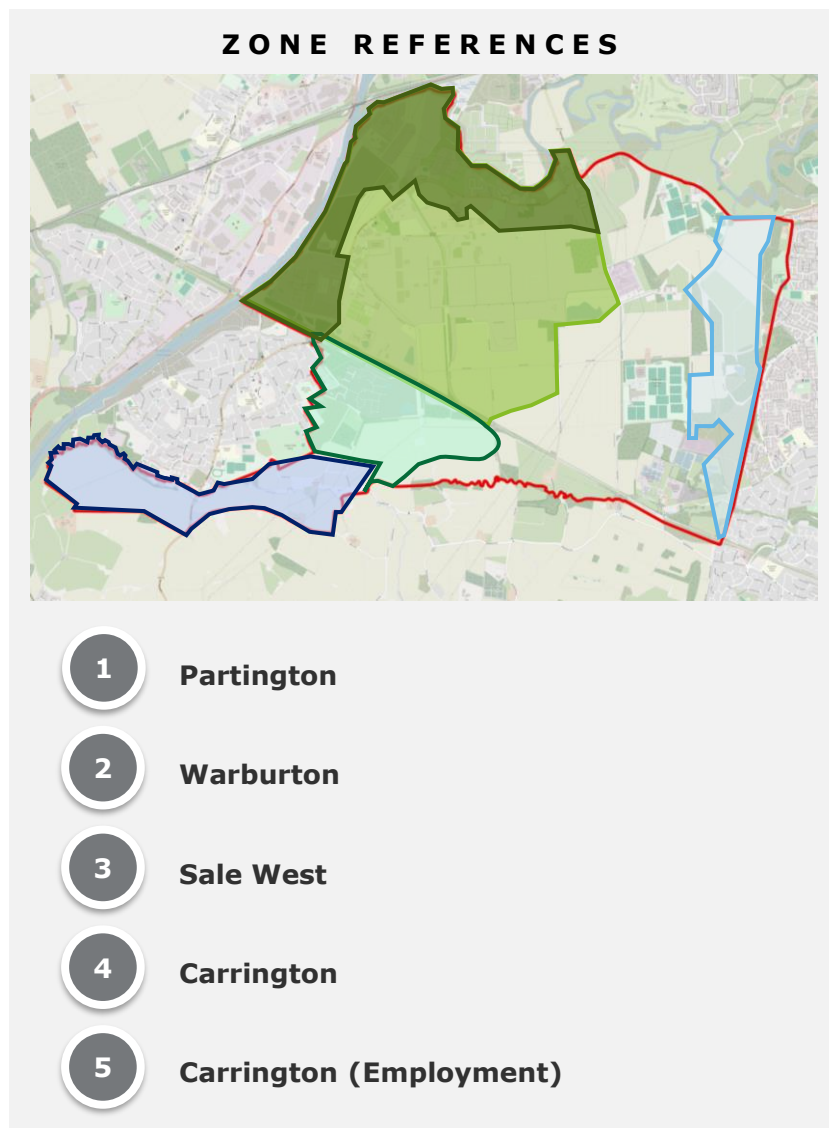 ZONE REFERENCES
1 Partington
2 Warburton
3 Sale West
4 Carrington
5 Carrington (Employment)